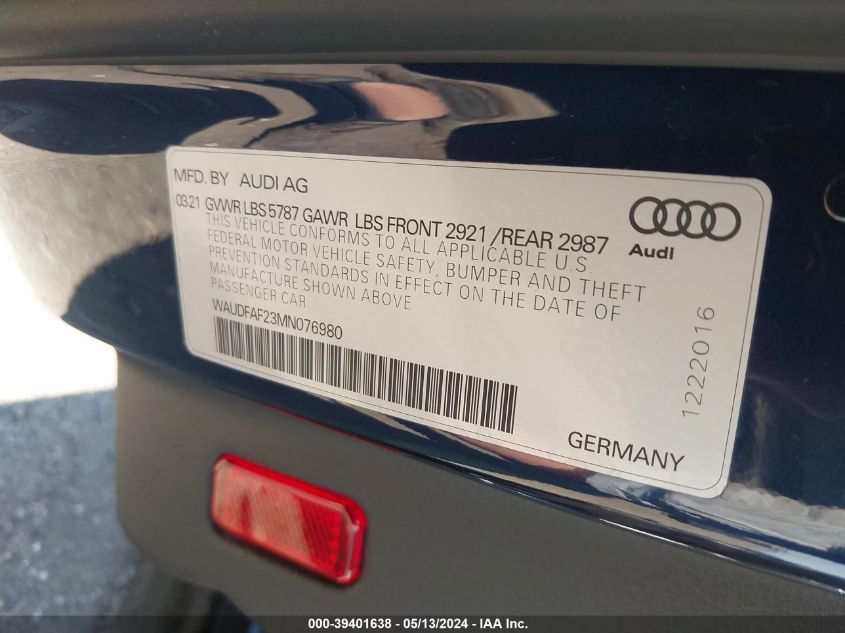 MFD. BY AUDI AG
0321 GVWR LBS 5787 GAWR LBS FRONT 2921 /REAR 2987
THIS VEHICLE CONFORMS TO ALL APPLICABLE U.S.
FEDERAL MOTOR VEHICLE SAFETY, BUMPER AND THEFT
PREVENTION STANDARDS IN EFFECT ON THE DATE OF
MANUFACTURE SHOWN ABOVE
PASSENGER CAR
WAUDFAF23MN076980
Audi
1222016
GERMANY
000-39401638 - 05/13/2024 - IAA Inc.